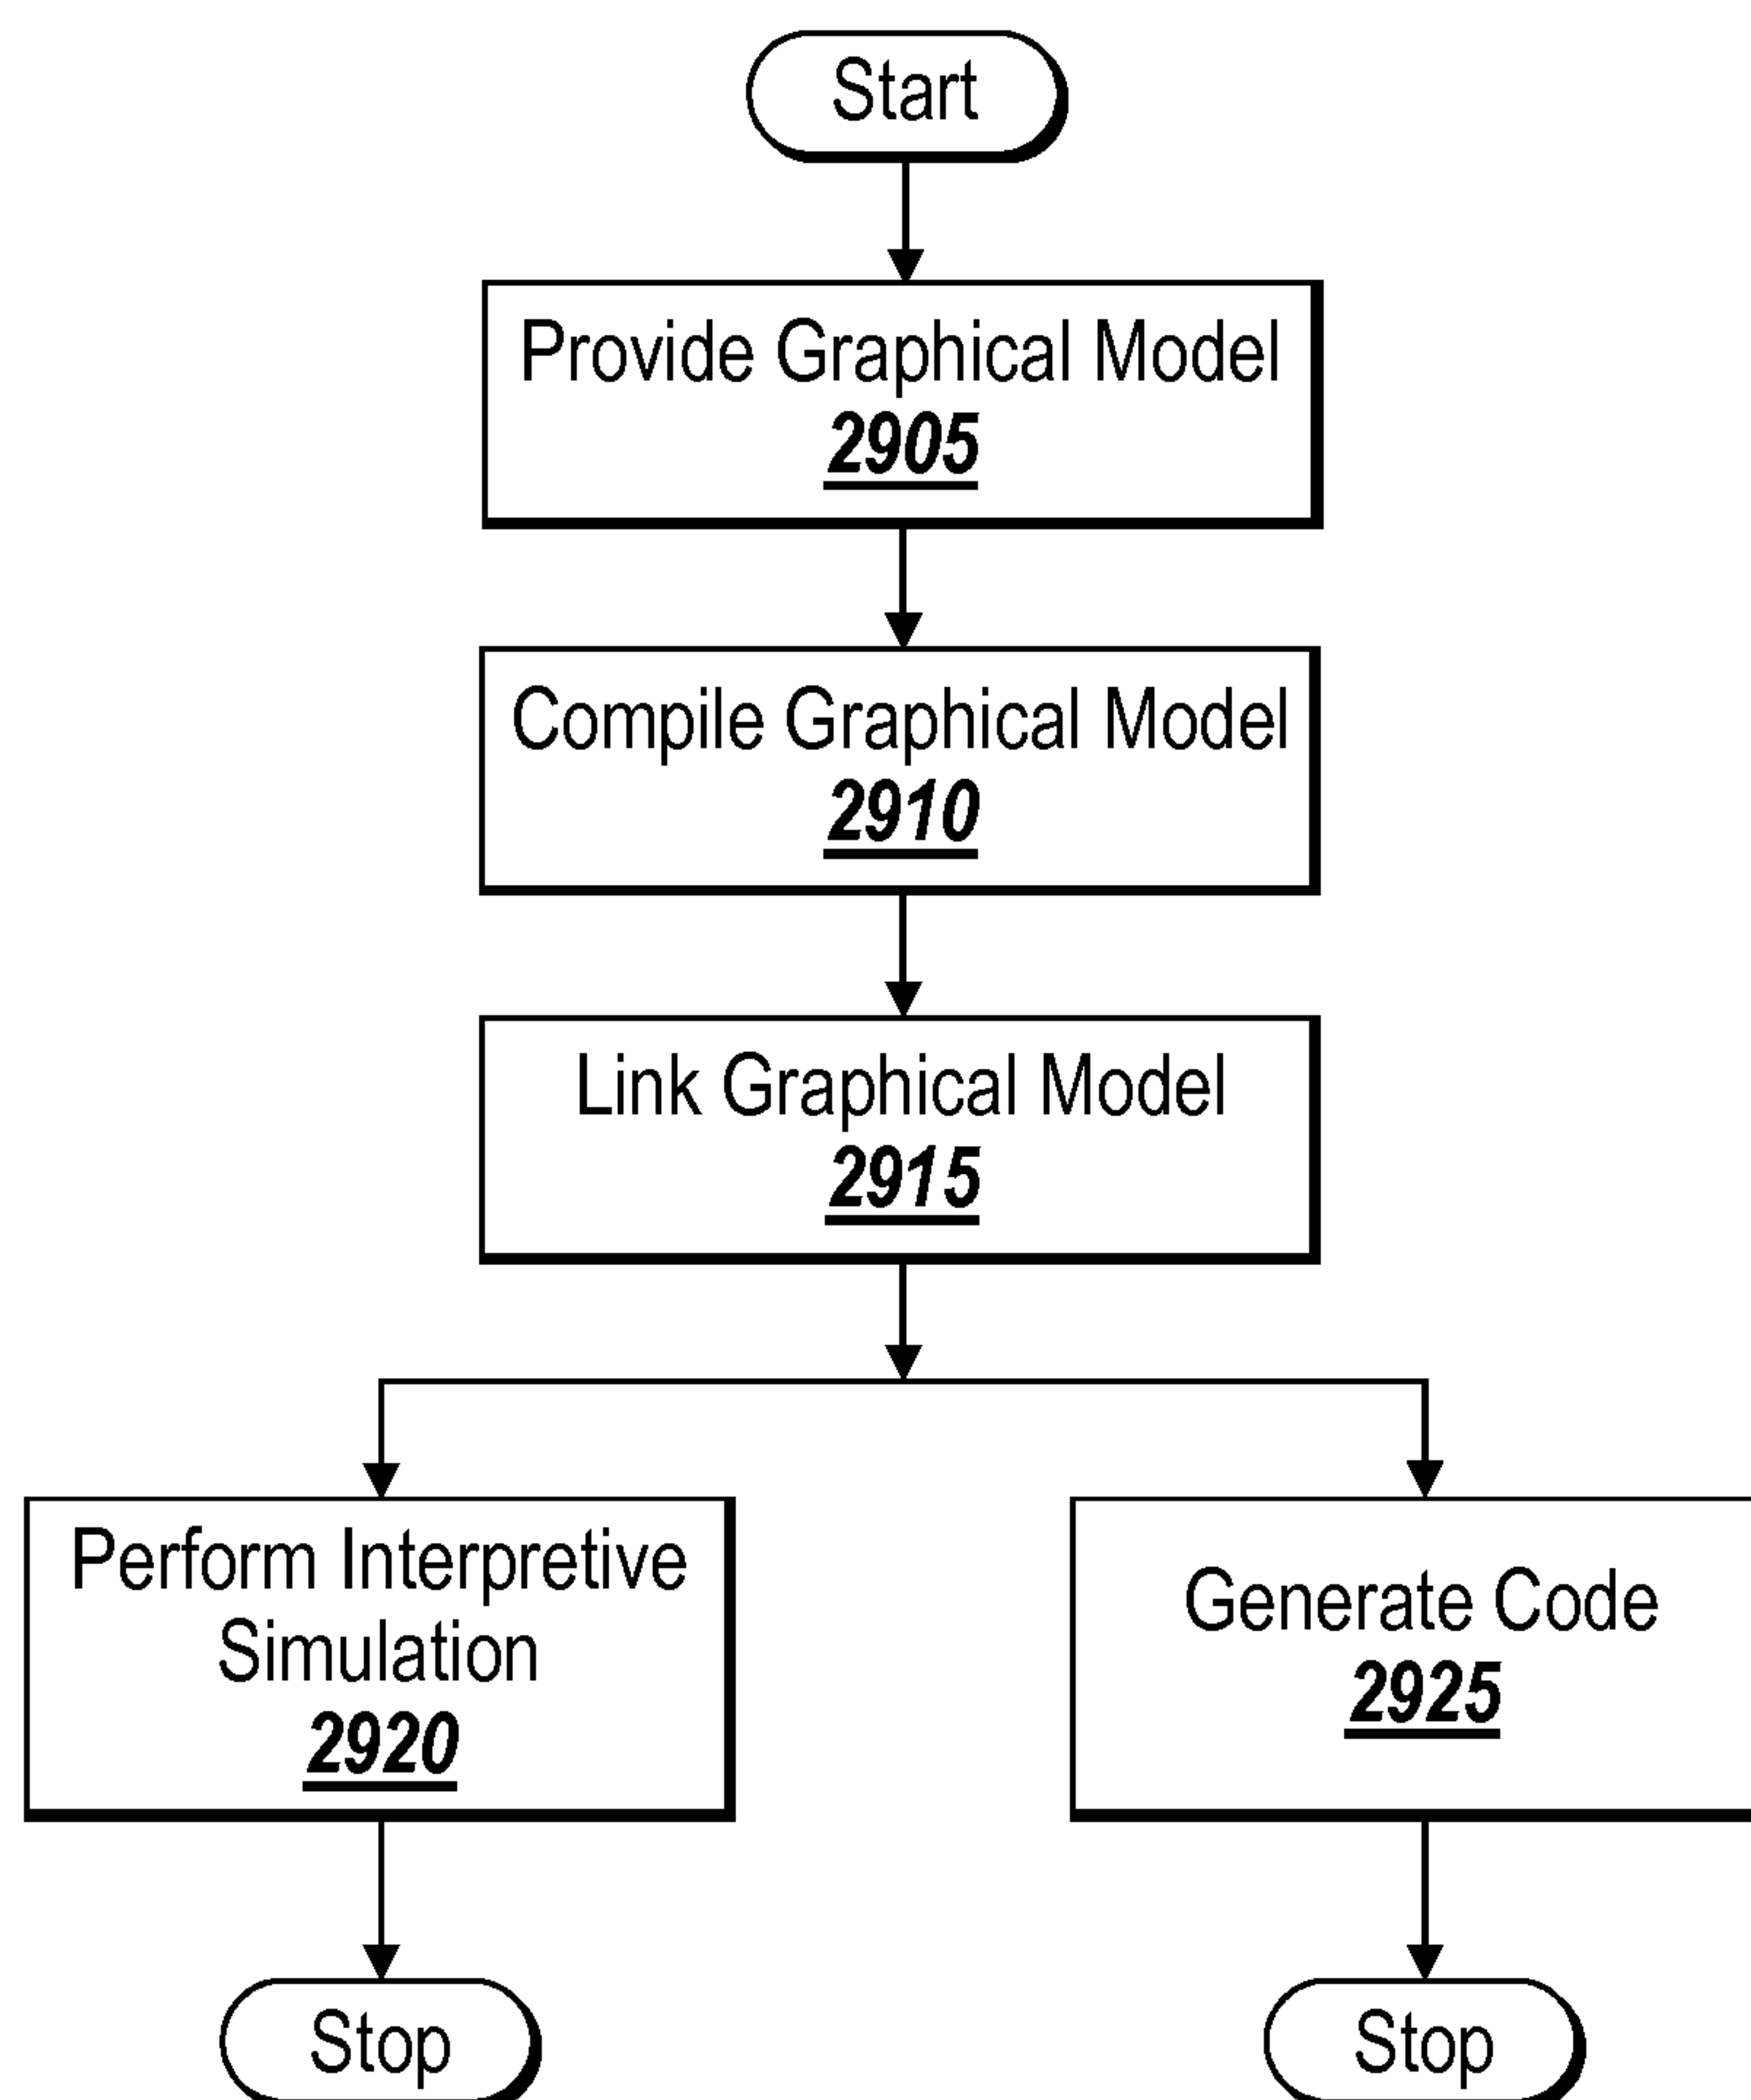 Start
Provide Graphical Model
2905
Compile Graphical Model
2910
Link Graphical Model
2915
Perform Interpretive
Simulation
2920
Generate Code
2925
Stop
Stop